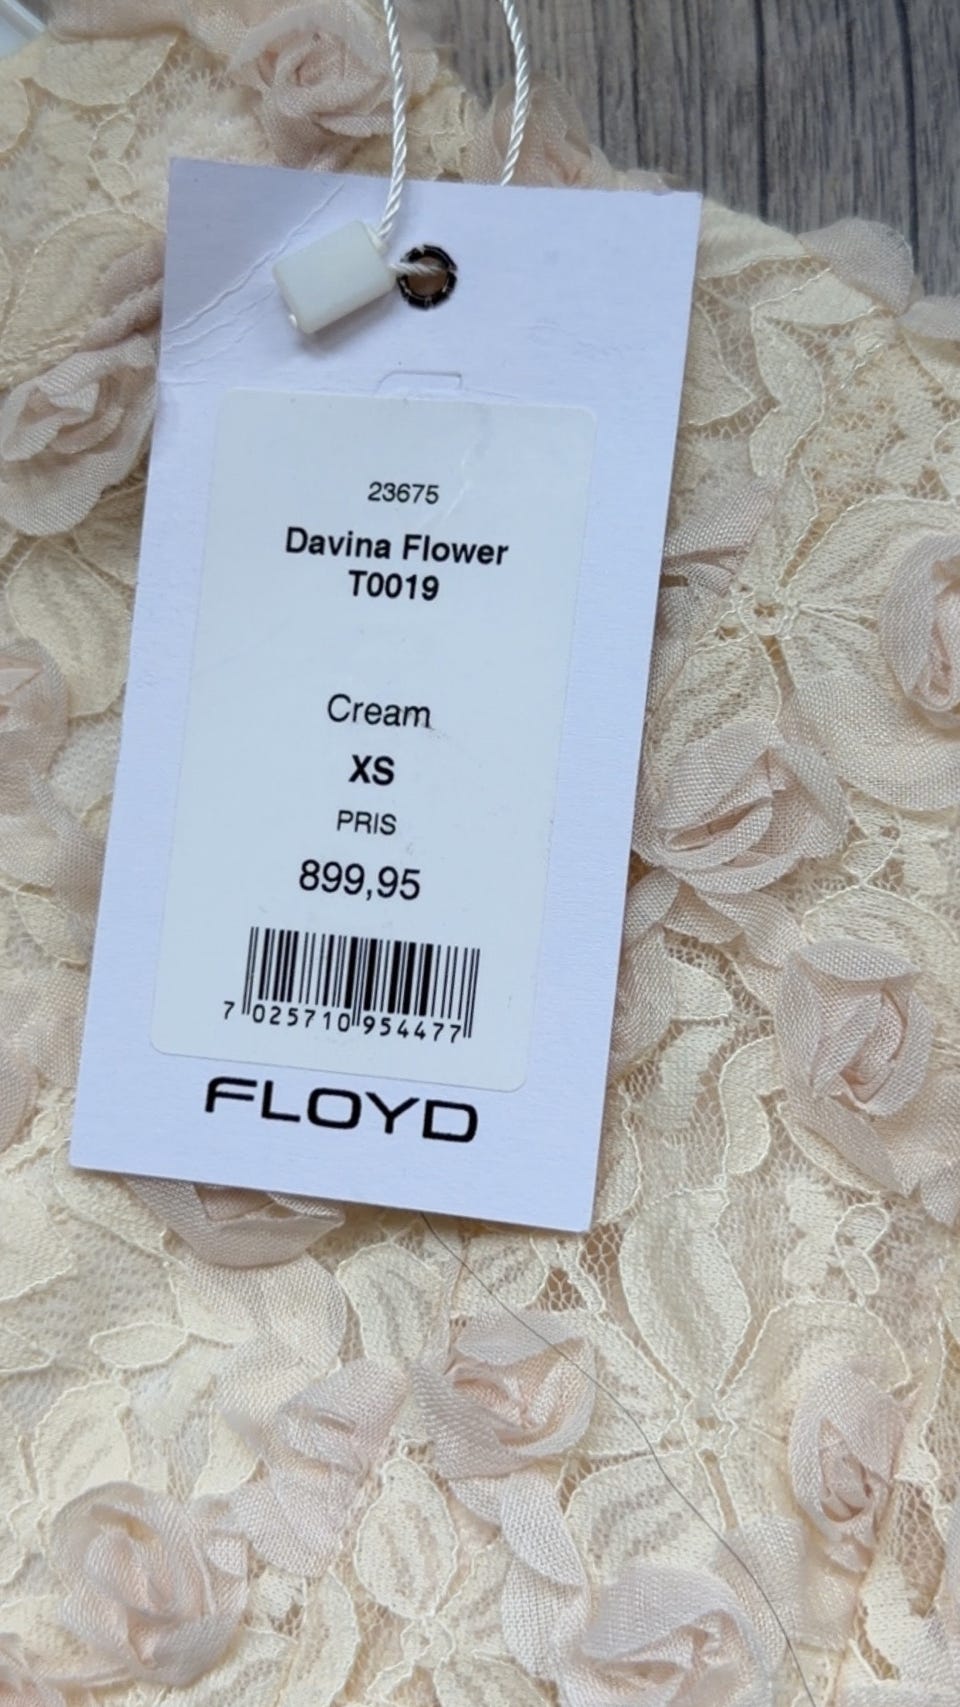 23675
Davina Flower
T0019
Cream
XS
PRIS
899,95
7 025710 954477
FLOYD